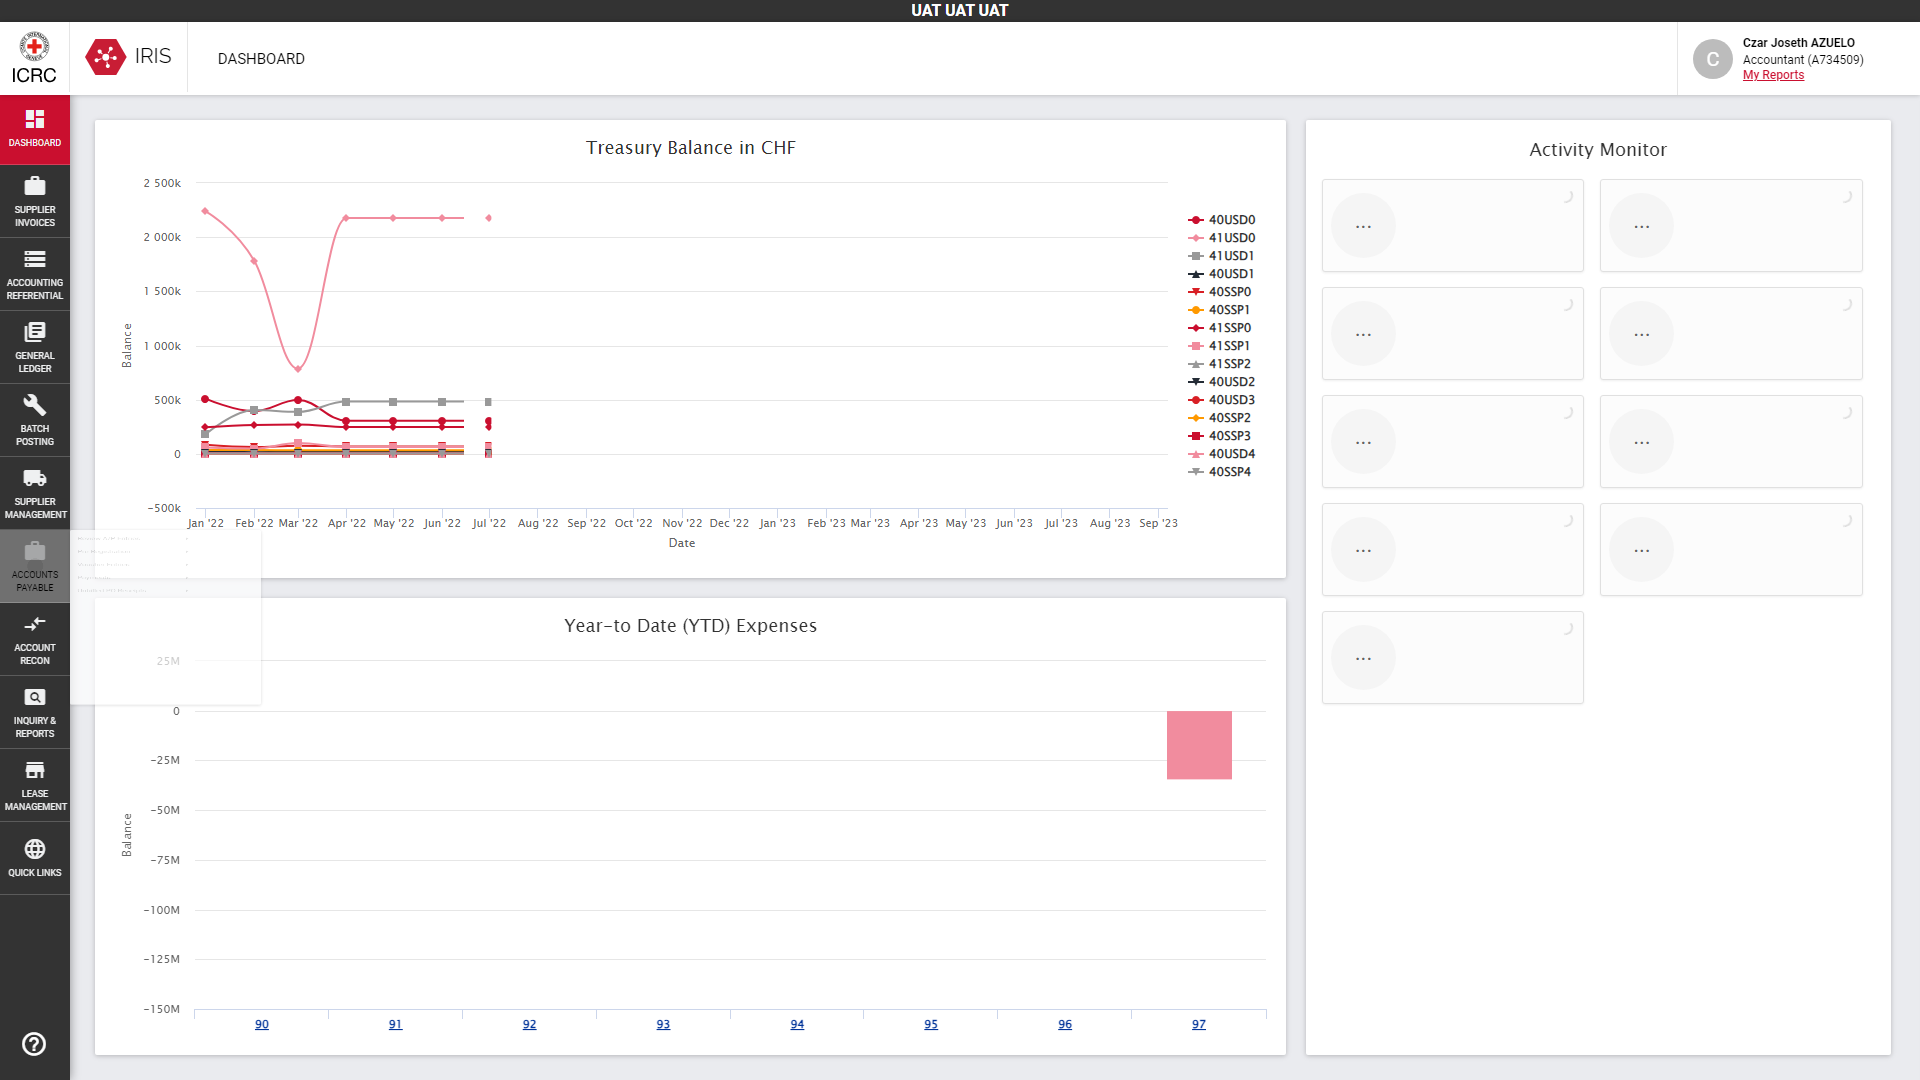 UAT UAT UAT
ICRC
IRIS
DASHBOARD
C
Czar Joseth AZUELO
Accountant (A734509)
My Reports
DASHBOARD
SUPPLIER
INVOICES
ACCOUNTING
REFERENTIAL
GENERAL
LEDGER
BATCH
POSTING
SUPPLIER
MANAGEMENT
ACCOUNTS
PAYABLE
ACCOUNT
RECON
INQUIRY &
REPORTS
LEASE
MANAGEMENT
QUICK LINKS
Treasury Balance in CHF
2 500k
2 000k
1 500k
1 000k
500k
0
−500k
Balance
Jan '22 Feb '22 Mar '22 Apr '22 May '22 Jun '22 Jul '22 Aug '22 Sep '22 Oct '22 Nov '22 Dec '22 Jan '23 Feb '23 Mar '23 Apr '23 May '23 Jun '23 Jul '23 Aug '23 Sep '23
Date
40USD0
41USD0
41USD1
40USD1
40SSP0
40SSP1
41SSP0
41SSP1
41SSP2
40USD2
40USD3
40SSP2
40SSP3
40USD4
40SSP4
Year-to Date (YTD) Expenses
25M
0
−25M
−50M
−75M
−100M
−125M
−150M
Balance
90 91 92 93 94 95 96 97
Activity Monitor
... ...
... ...
... ...
... ...
...